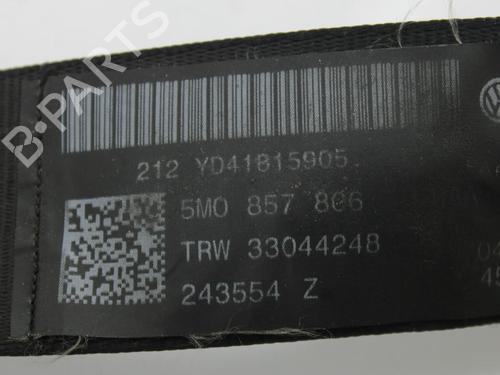 212 YD41815905
5M0 857 806
TRW 33044248
243554 Z
B-PARTS